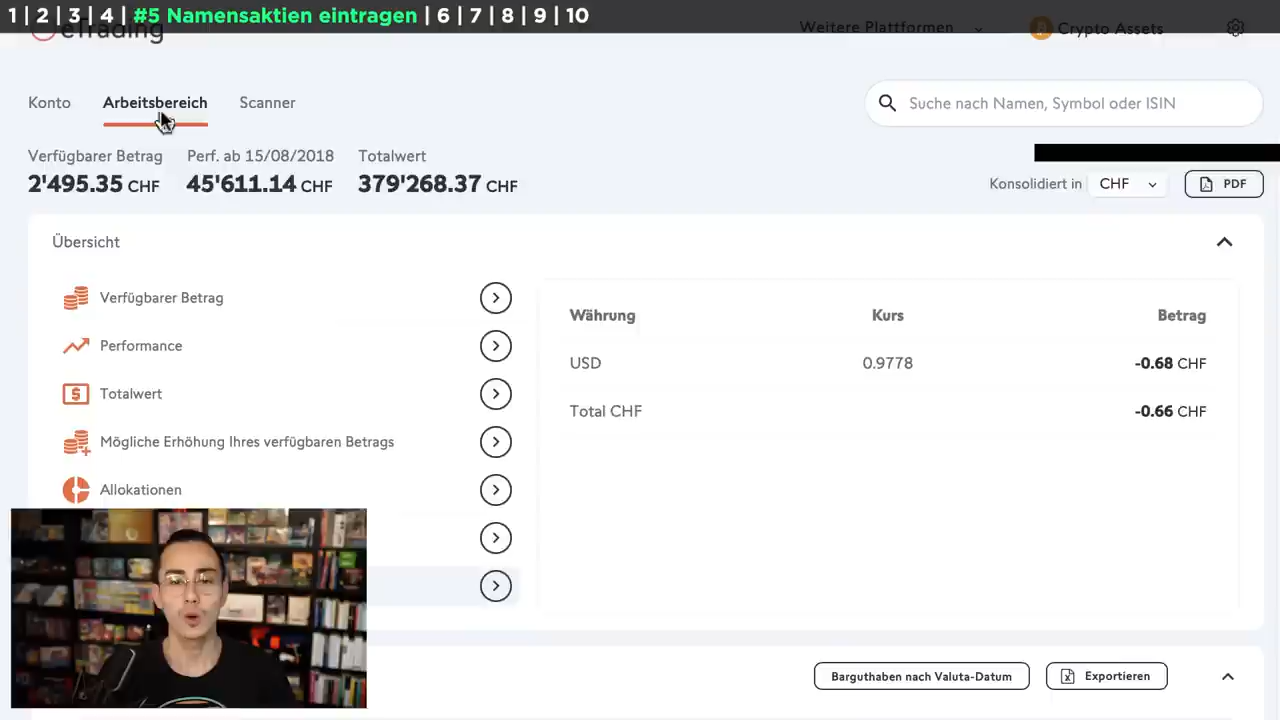 1 | 2 | 3 | 4 | #5 Namensaktien eintragen | 6 | 7 | 8 | 9 | 10
eTrading
Weitere Plattformen
Crypto Assets
Konto
Arbeitsbereich
Scanner
Suche nach Namen, Symbol oder ISIN
Verfügbarer Betrag
Perf. ab 15/08/2018
Totalwert
2'495.35 CHF
45'611.14 CHF
379'268.37 CHF
Konsolidiert in
CHF
PDF
Übersicht
Verfügbarer Betrag
Performance
Totalwert
Mögliche Erhöhung Ihres verfügbaren Betrags
Allokationen
Währung Kurs Betrag
USD 0.9778 -0.68 CHF
Total CHF -0.66 CHF
Barguthaben nach Valuta-Datum
Exportieren